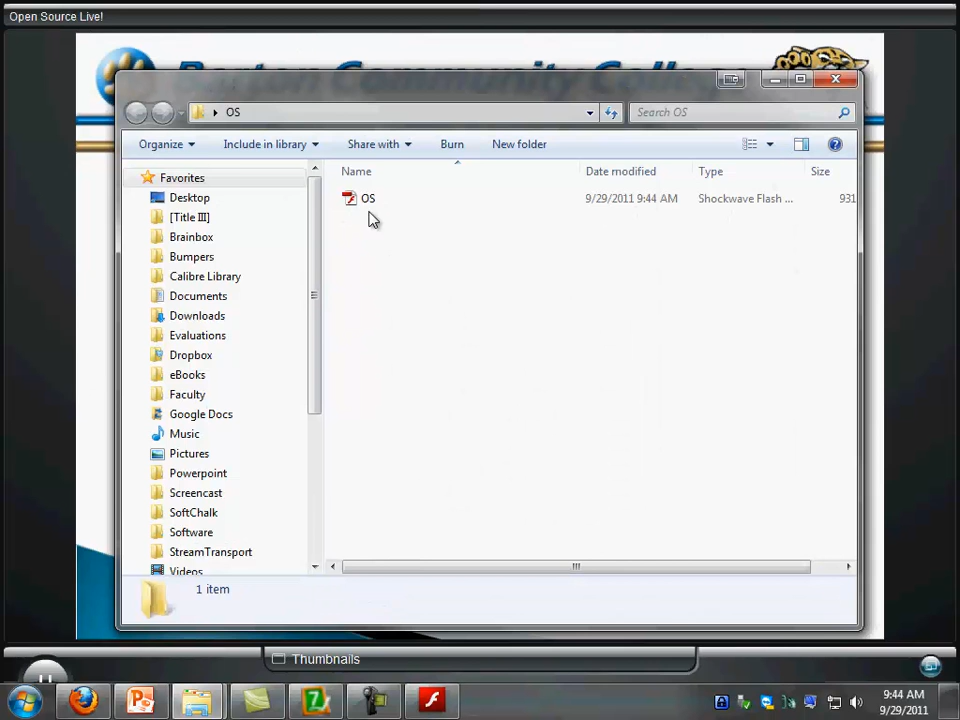 Open Source Live!
Barton Community College
OS
Search OS
Organize Include in library Share with Burn New folder
Name Date modified Type Size
OS 9/29/2011 9:44 AM Shockwave Flash ... 931
Favorites
Desktop
[Title III]
Brainbox
Bumpers
Calibre Library
Documents
Downloads
Evaluations
Dropbox
eBooks
Faculty
Google Docs
Music
Pictures
Powerpoint
Screencast
SoftChalk
Software
StreamTransport
Videos
1 item
Thumbnails
9:44 AM
9/29/2011